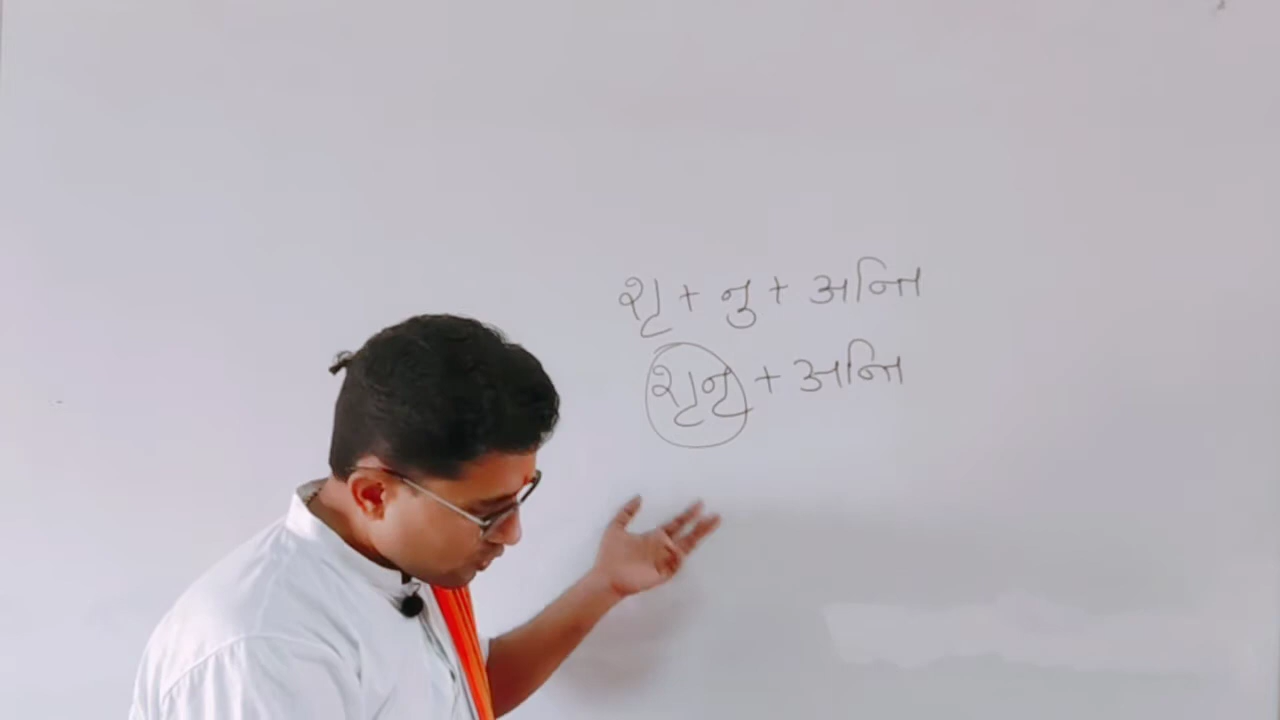 शृ + नु + अन्ति
शृनु + अन्ति